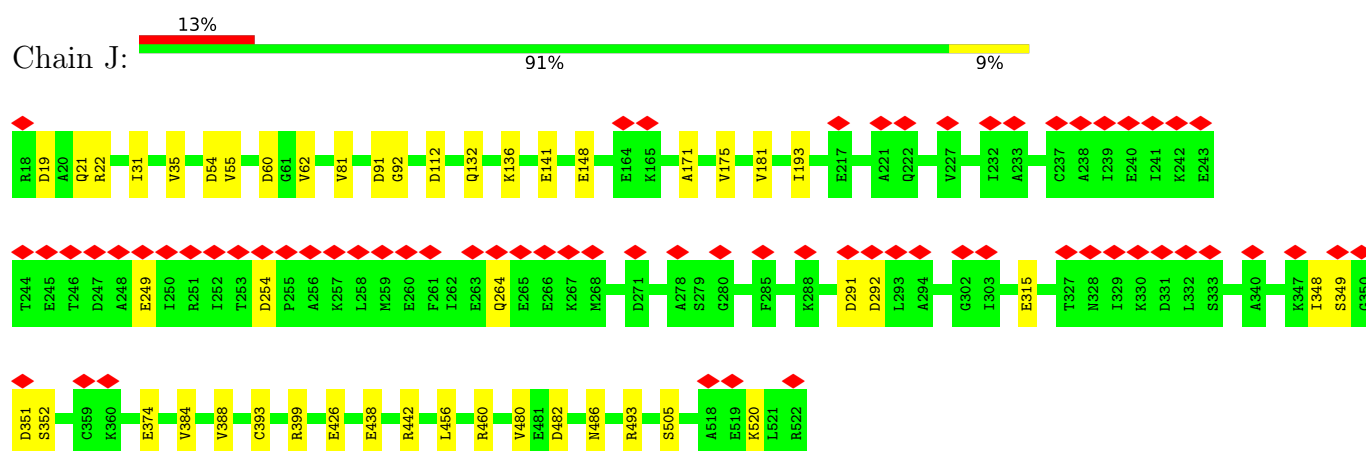 13%
Chain J:
91% 9%
R18 D19 A20 Q21 R22 I31 V35 D54 V55 D60 G61 V62 V81 D91 G92 D112 Q132 K136 E141 E148 E164 K165 A171 V175 V181 I193 E217 A221 Q222 V227 I232 A233 C237 A238 I239 E240 I241 K242 E243
T244 E245 T246 D247 A248 E249 I250 R251 I252 T253 D254 P255 A256 K257 L258 M259 E260 F261 I262 E263 Q264 E265 E266 K267 M268 D271 A278 S279 G280 F285 K288 D291 D292 L293 A294 G302 I303 E315 T327 N328 I329 K330 D331 L332 S333 A340 K347 I348 S349 G350
D351 S352 C359 K360 E374 V384 V388 C393 R399 E426 E438 R442 L456 R460 V480 E481 D482 N486 R493 S505 A518 E519 K520 L521 R522